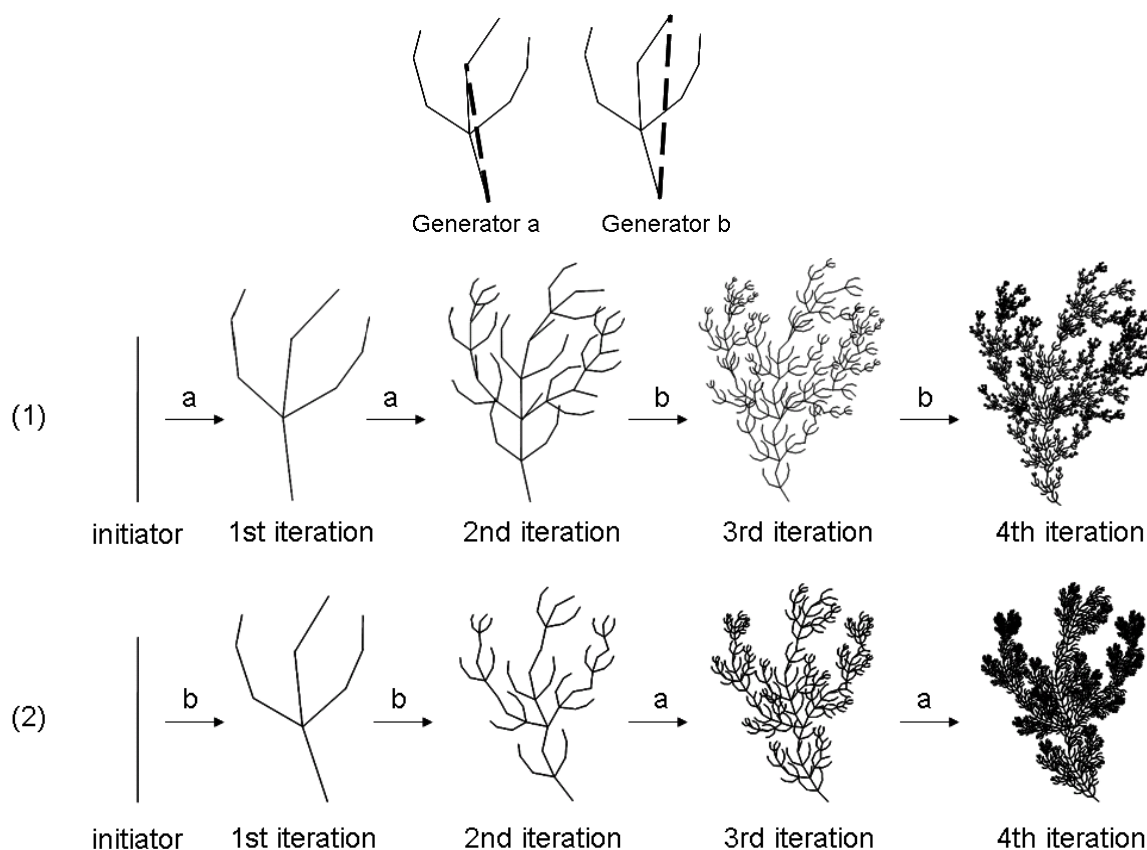 Generator a Generator b
a a b b
(1)
initiator 1st iteration 2nd iteration 3rd iteration 4th iteration
b b a a
(2)
initiator 1st iteration 2nd iteration 3rd iteration 4th iteration